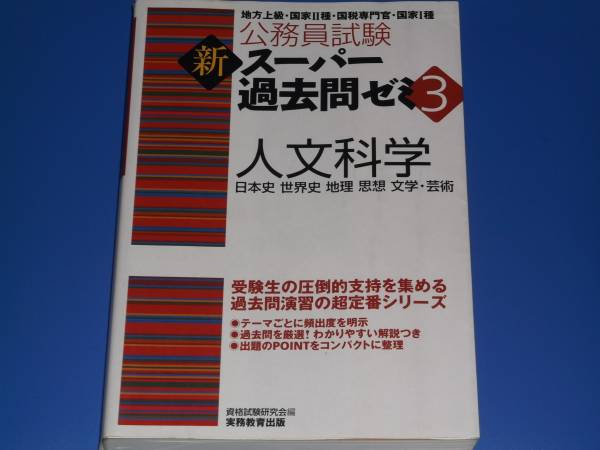 地方上級・国家Ⅱ種・国税専門官・国家Ⅰ種
公務員試験
新スーパー
過去問ゼミ3
人文科学
日本史 世界史 地理 思想 文学・芸術
受験生の圧倒的支持を集める
過去問演習の超定番シリーズ
●テーマごとに頻出度を明示
●過去問を厳選！わかりやすい解説つき
●出題のPOINTをコンパクトに整理
資格試験研究会編
実務教育出版